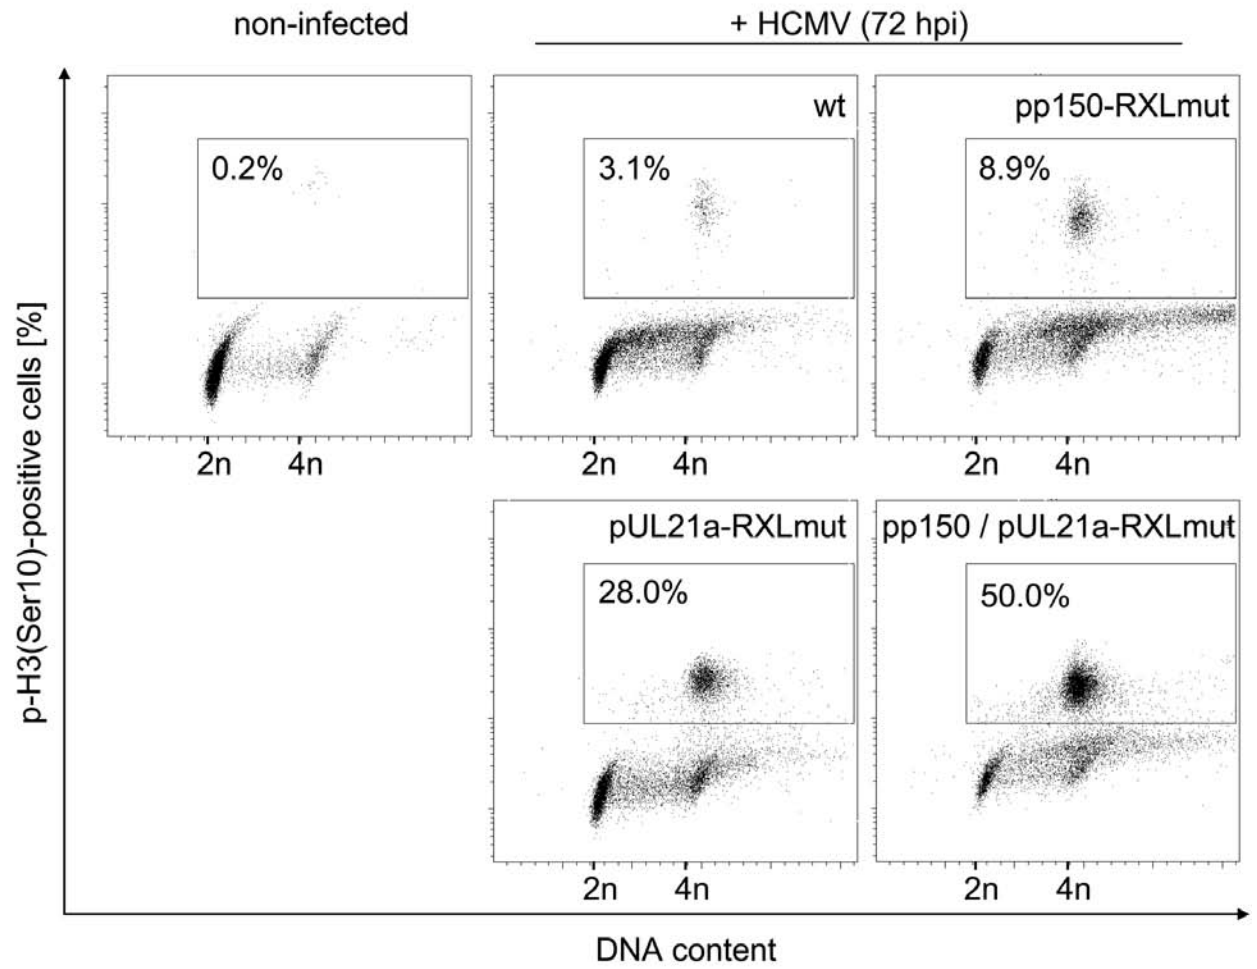 non-infected
+ HCMV (72 hpi)
wt
pp150-RXLmut
0.2%
3.1%
8.9%
2n 4n
2n 4n
2n 4n
pUL21a-RXLmut
pp150 / pUL21a-RXLmut
28.0%
50.0%
2n 4n
2n 4n
p-H3(Ser10)-positive cells [%]
DNA content